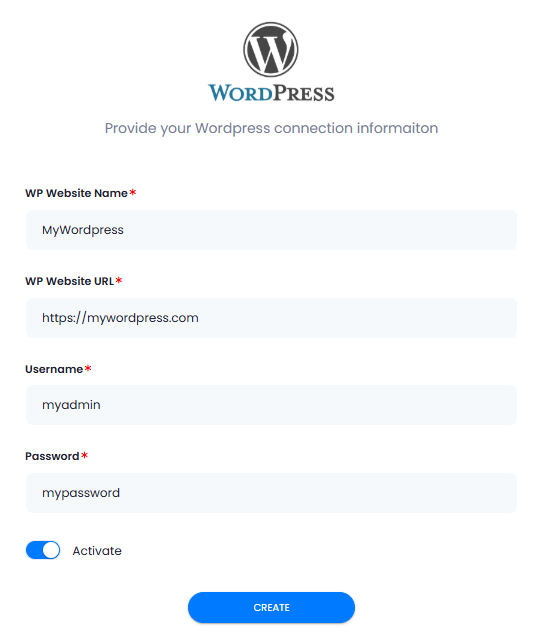 WORDPRESS
Provide your Wordpress connection informaiton
WP Website Name*
MyWordpress
WP Website URL*
https://mywordpress.com
Username*
myadmin
Password*
mypassword
Activate
CREATE